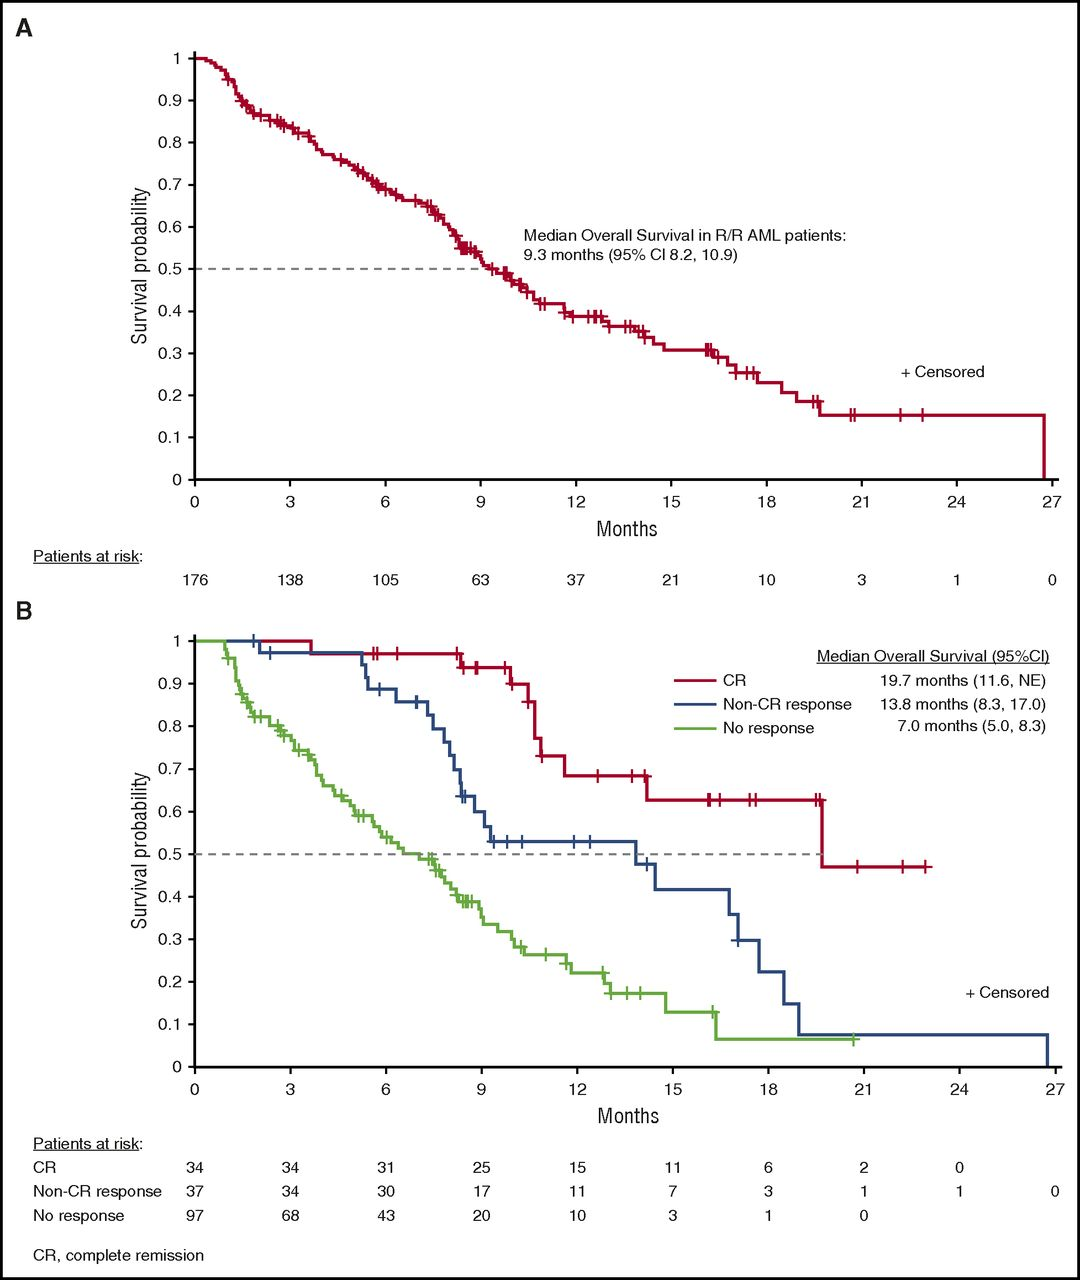 A
1
0.9
0.8
0.7
0.6
0.5
0.4
0.3
0.2
0.1
0
Survival probability
Median Overall Survival in R/R AML patients:
9.3 months (95% CI 8.2, 10.9)
+ Censored
0 3 6 9 12 15 18 21 24 27
Months
Patients at risk:
176 138 105 63 37 21 10 3 1 0
B
1
0.9
0.8
0.7
0.6
0.5
0.4
0.3
0.2
0.1
0
Survival probability
Median Overall Survival (95%CI)
CR 19.7 months (11.6, NE)
Non-CR response 13.8 months (8.3, 17.0)
No response 7.0 months (5.0, 8.3)
+ Censored
0 3 6 9 12 15 18 21 24 27
Months
Patients at risk:
CR 34 34 31 25 15 11 6 2 0
Non-CR response 37 34 30 17 11 7 3 1 1 0
No response 97 68 43 20 10 3 1 0
CR, complete remission